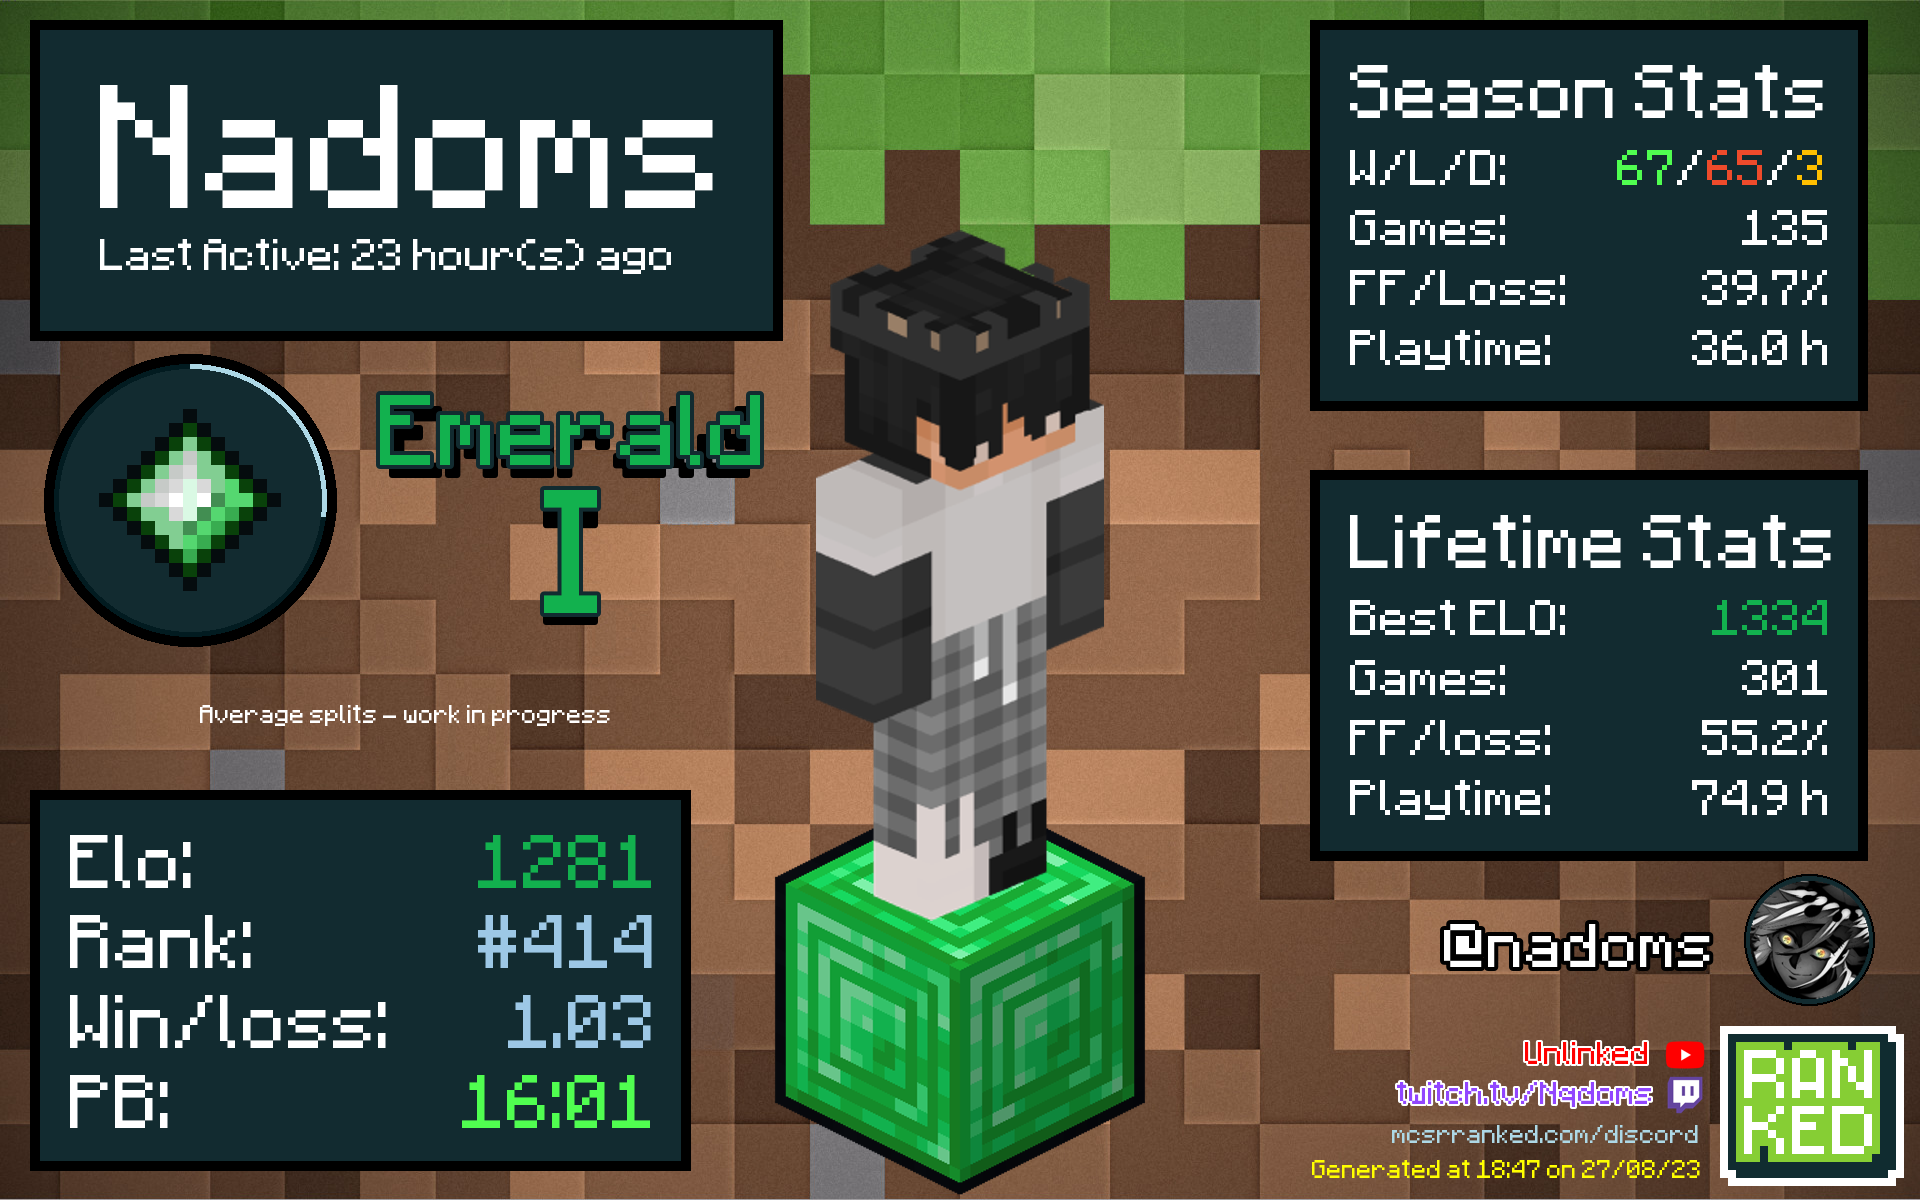 Nadoms
Last Active: 23 hour(s) ago
Emerald
I
Average splits – work in progress
Elo: 1281
Rank: #414
Win/loss: 1.03
PB: 16:01
Season Stats
W/L/D: 67/65/3
Games: 135
FF/Loss: 39.7%
Playtime: 36.0 h
Lifetime Stats
Best ELO: 1334
Games: 301
FF/loss: 55.2%
Playtime: 74.9 h
@nadoms
Unlinked
twitch.tv/Nqdoms
mcsrranked.com/discord
Generated at 18:47 on 27/08/23
RAN
KED